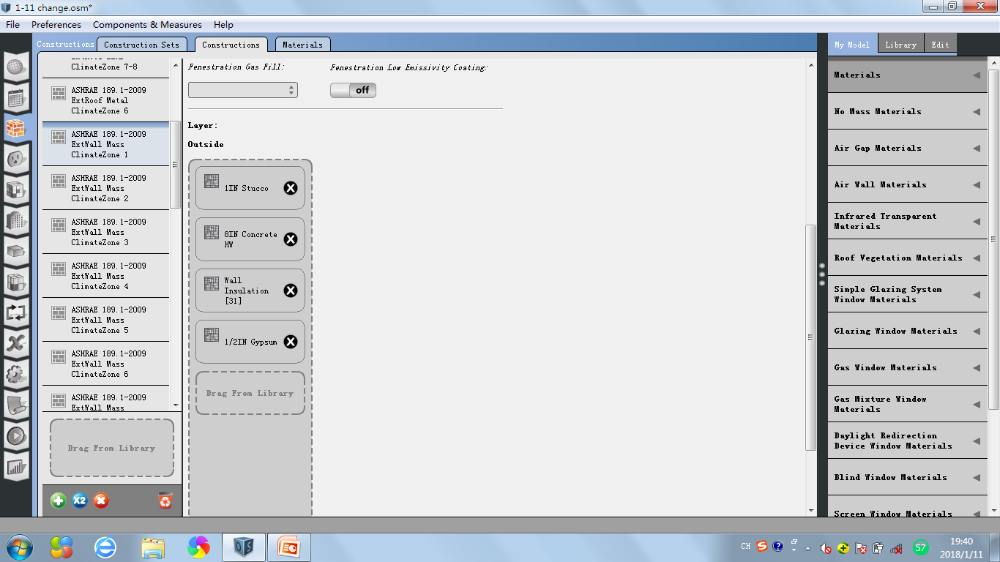 1-11 change.osm*
File Preferences Components & Measures Help
Constructions Construction Sets Constructions Materials
My Model Library Edit
ClimateZone 7-8
ASHRAE 189.1-2009
ExtRoof Metal
ClimateZone 6
ASHRAE 189.1-2009
ExtWall Mass
ClimateZone 1
ASHRAE 189.1-2009
ExtWall Mass
ClimateZone 2
ASHRAE 189.1-2009
ExtWall Mass
ClimateZone 3
ASHRAE 189.1-2009
ExtWall Mass
ClimateZone 4
ASHRAE 189.1-2009
ExtWall Mass
ClimateZone 5
ASHRAE 189.1-2009
ExtWall Mass
ClimateZone 6
ASHRAE 189.1-2009
ExtWall Mass
Drag From Library
X2
Fenestration Gas Fill:
Fenestration Low Emissivity Coating:
off
Layer:
Outside
1IN Stucco
8IN Concrete
HW
Wall
Insulation
[31]
1/2IN Gypsum
Drag From Library
Materials
No Mass Materials
Air Gap Materials
Air Wall Materials
Infrared Transparent
Materials
Roof Vegetation Materials
Simple Glazing System
Window Materials
Glazing Window Materials
Gas Window Materials
Gas Mixture Window
Materials
Daylight Redirection
Device Window Materials
Blind Window Materials
Screen Window Materials
CH
57
19:40
2018/1/11